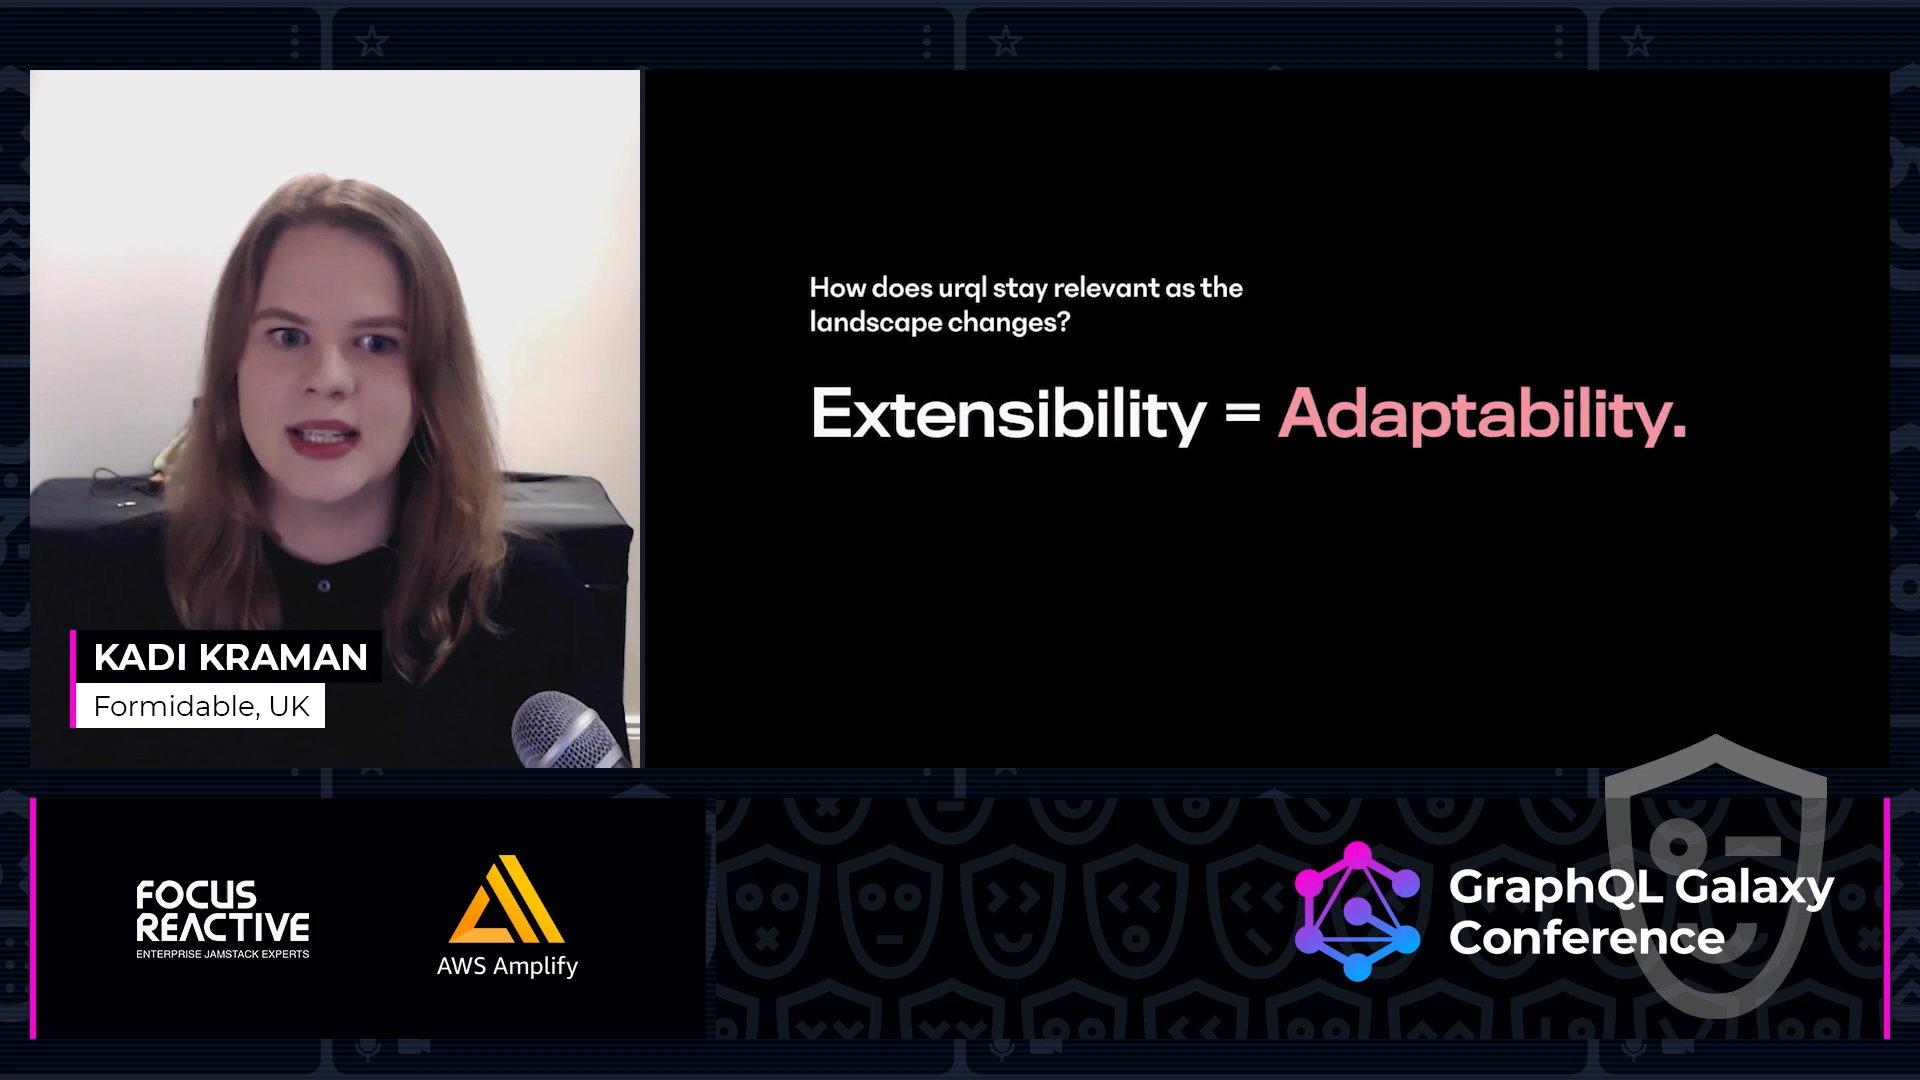 How does urql stay relevant as the
landscape changes?
Extensibility = Adaptability.
KADI KRAMAN
Formidable, UK
FOCUS
REACTIVE
ENTERPRISE JAMSTACK EXPERTS
AWS Amplify
GraphQL Galaxy
Conference